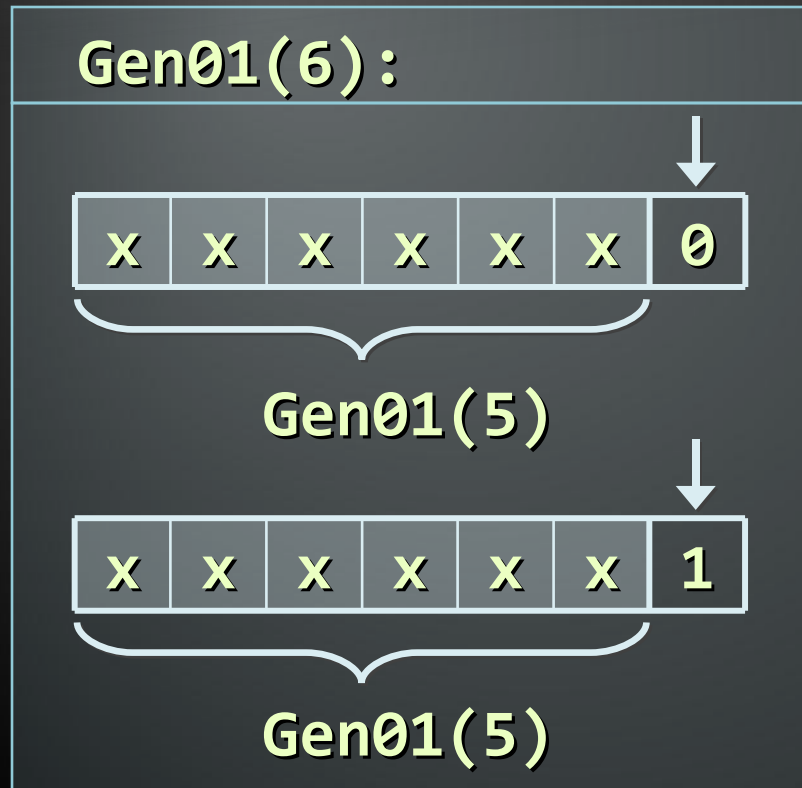 Gen01(6):
x x x x x x 0
Gen01(5)
x x x x x x 1
Gen01(5)